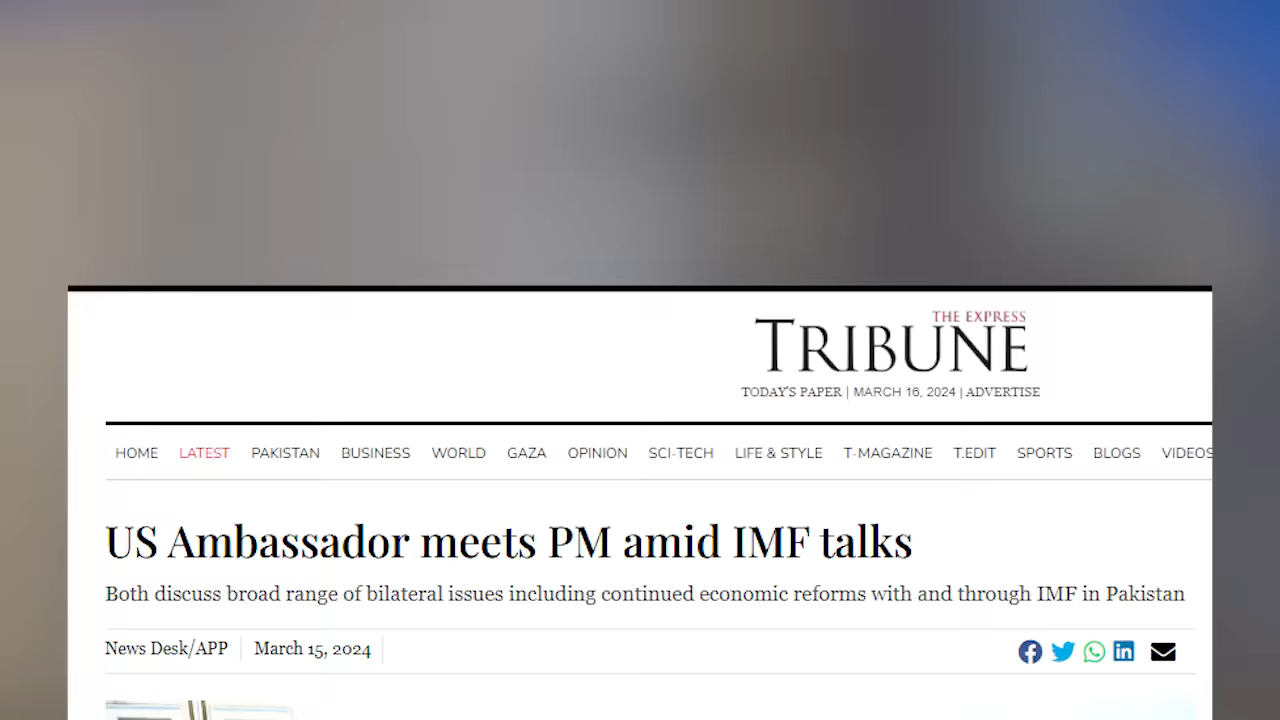 THE EXPRESS
TRIBUNE
TODAY'S PAPER | MARCH 16, 2024 | ADVERTISE
HOME LATEST PAKISTAN BUSINESS WORLD GAZA OPINION SCI-TECH LIFE & STYLE T-MAGAZINE T.EDIT SPORTS BLOGS VIDEOS
US Ambassador meets PM amid IMF talks
Both discuss broad range of bilateral issues including continued economic reforms with and through IMF in Pakistan
News Desk/APP March 15, 2024